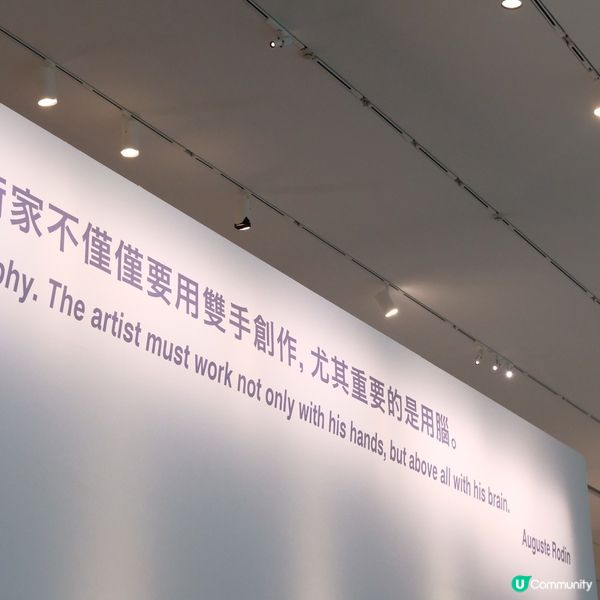 術家不僅僅要用雙手創作，尤其重要的是用腦。
phy. The artist must work not only with his hands, but above all with his brain.
Auguste Rodin
U Community